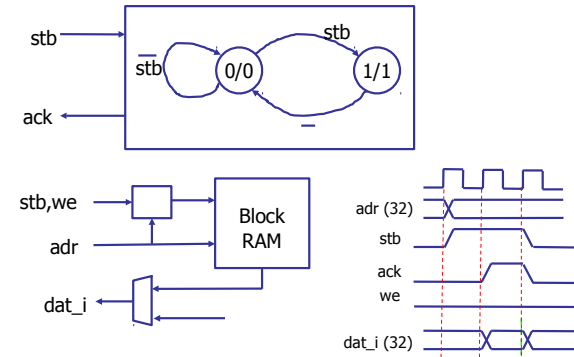 stb
stb
stb
0/0
1/1
–
ack
stb,we
Block
RAM
adr
dat_i
adr (32)
stb
ack
we
dat_i (32)